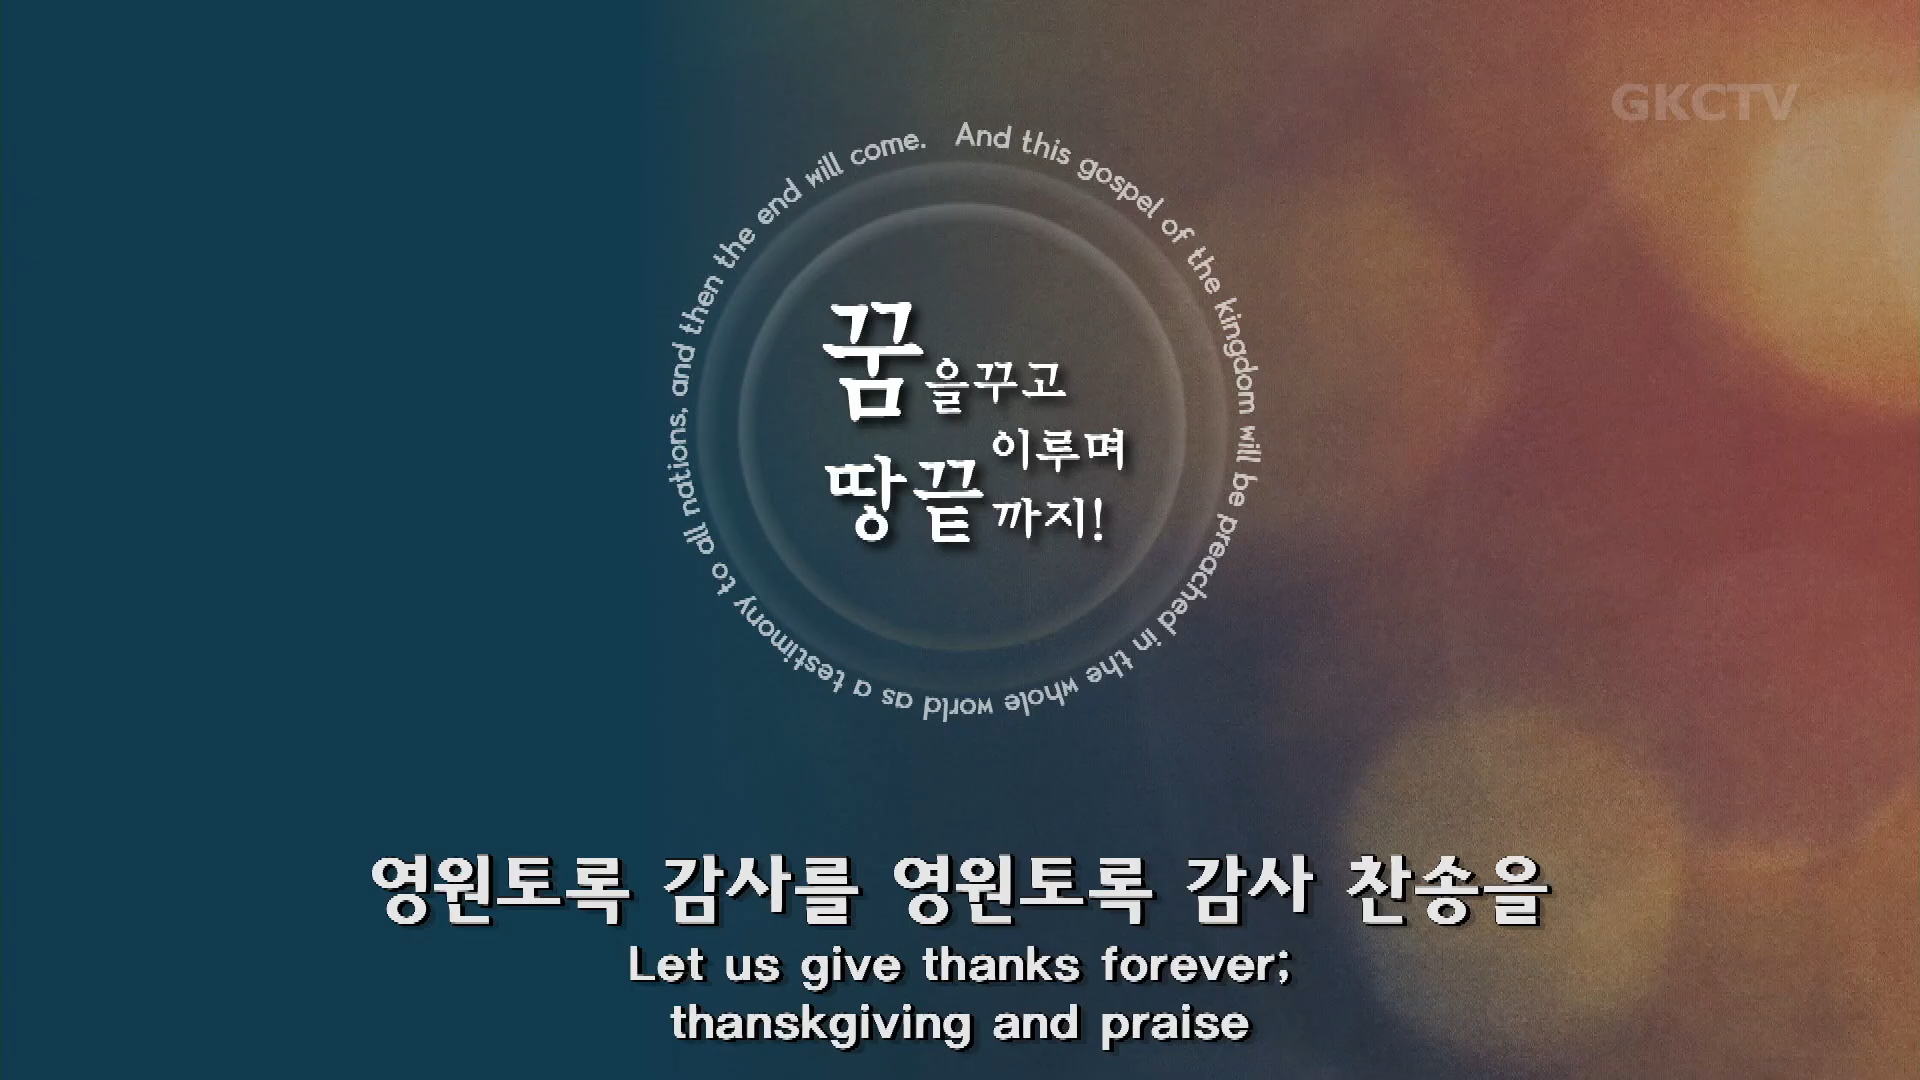 GKCTV
And this gospel of the kingdom will be preached in the whole world as a testimony to all nations, and then the end will come.
꿈을꾸고
이루며
땅끝까지!
영원토록 감사를 영원토록 감사 찬송을
Let us give thanks forever;
thanskgiving and praise